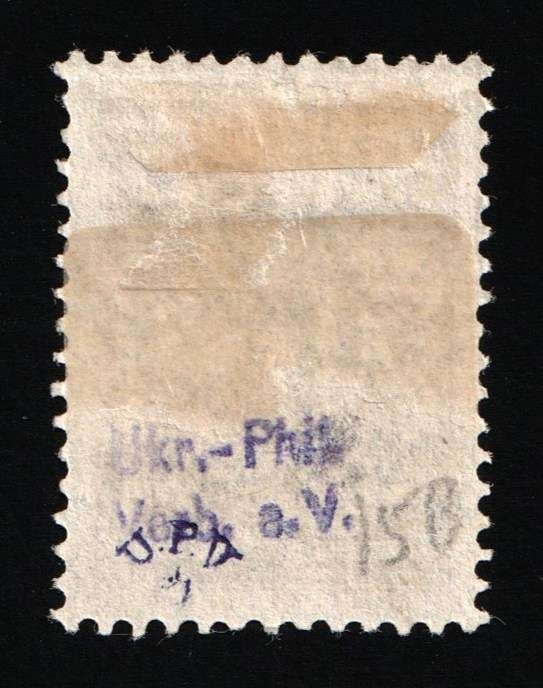 Ukr.-Phil.
Verb. a.V.
U.P.V
15B